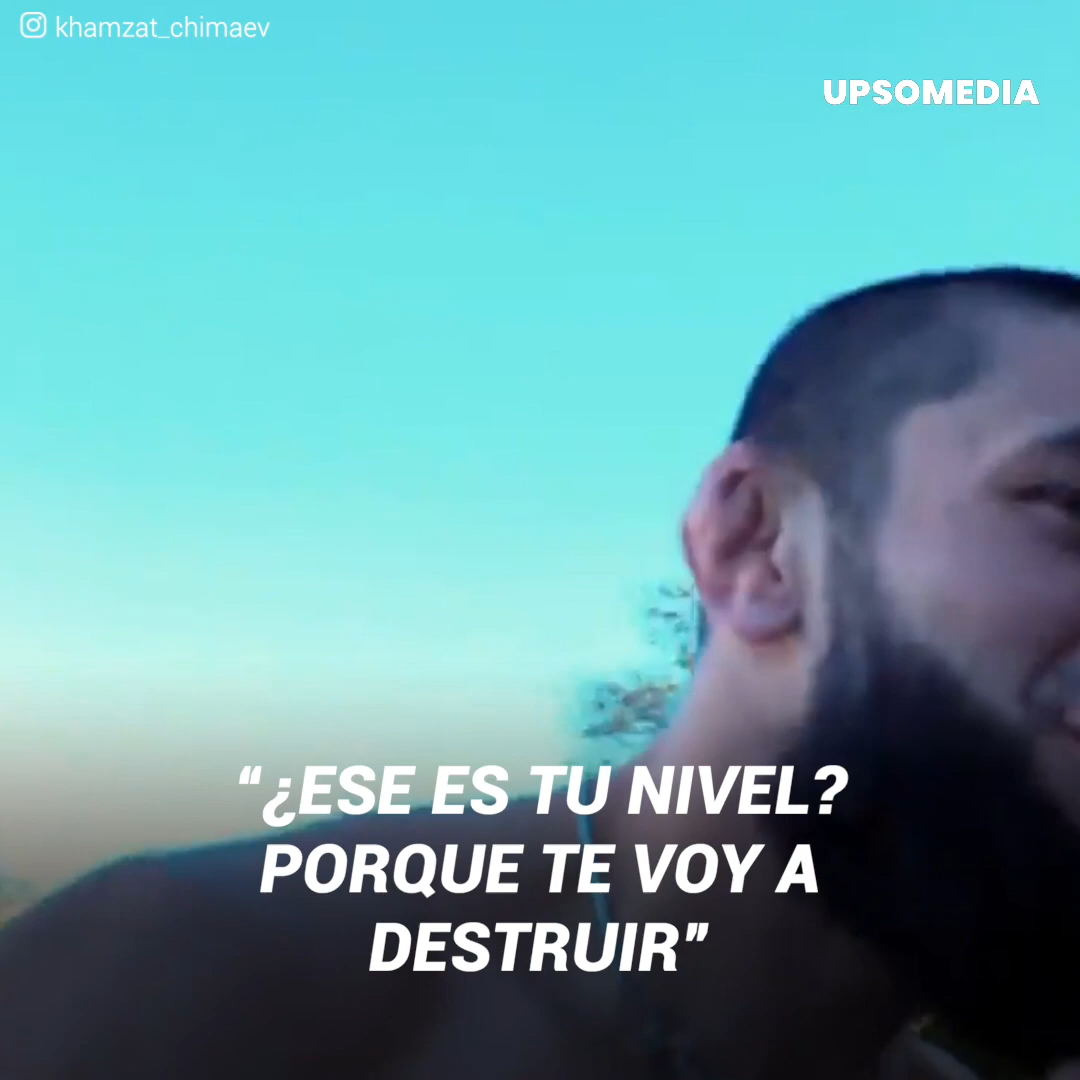 khamzat_chimaev
UPSOMEDIA
"¿ESE ES TU NIVEL?
PORQUE TE VOY A
DESTRUIR"